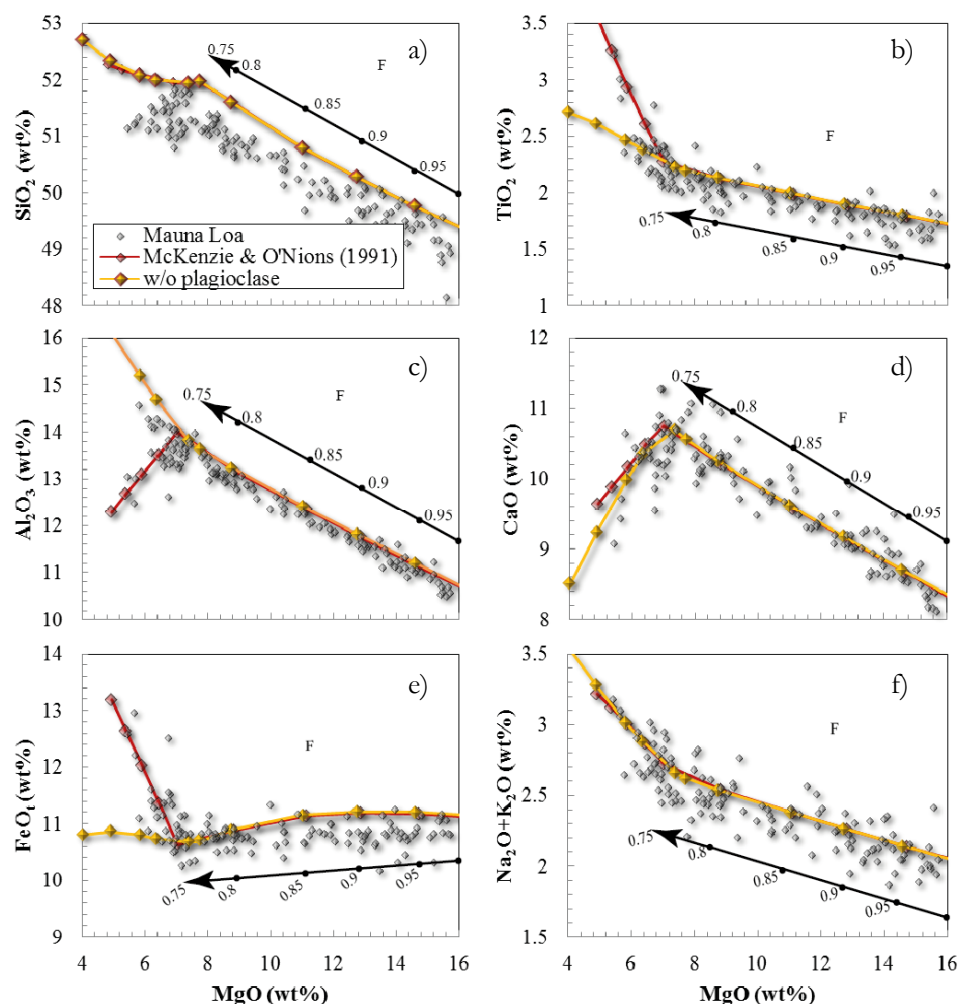 a)
F
0.75
0.8
0.85
0.9
0.95
53
52
51
50
49
48
SiO2 (wt%)
Mauna Loa
McKenzie & O'Nions (1991)
w/o plagioclase
b)
F
0.75
0.8
0.85
0.9
0.95
3.5
3
2.5
2
1.5
1
TiO2 (wt%)
c)
F
0.75
0.8
0.85
0.9
0.95
16
15
14
13
12
11
10
Al2O3 (wt%)
d)
F
0.75
0.8
0.85
0.9
0.95
12
11
10
9
8
CaO (wt%)
e)
F
0.75
0.8
0.85
0.9
0.95
14
13
12
11
10
9
FeOt (wt%)
4 6 8 10 12 14 16
MgO (wt%)
f)
F
0.75
0.8
0.85
0.9
0.95
3.5
3
2.5
2
1.5
Na2O+K2O (wt%)
4 6 8 10 12 14 16
MgO (wt%)